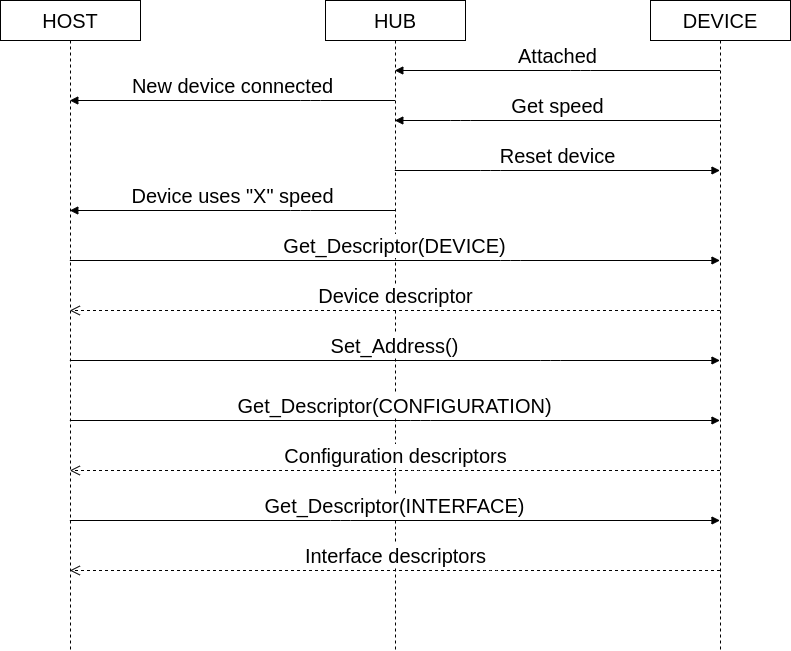 HOST
HUB
DEVICE
Attached
New device connected
Get speed
Reset device
Device uses "X" speed
Get_Descriptor(DEVICE)
Device descriptor
Set_Address()
Get_Descriptor(CONFIGURATION)
Configuration descriptors
Get_Descriptor(INTERFACE)
Interface descriptors